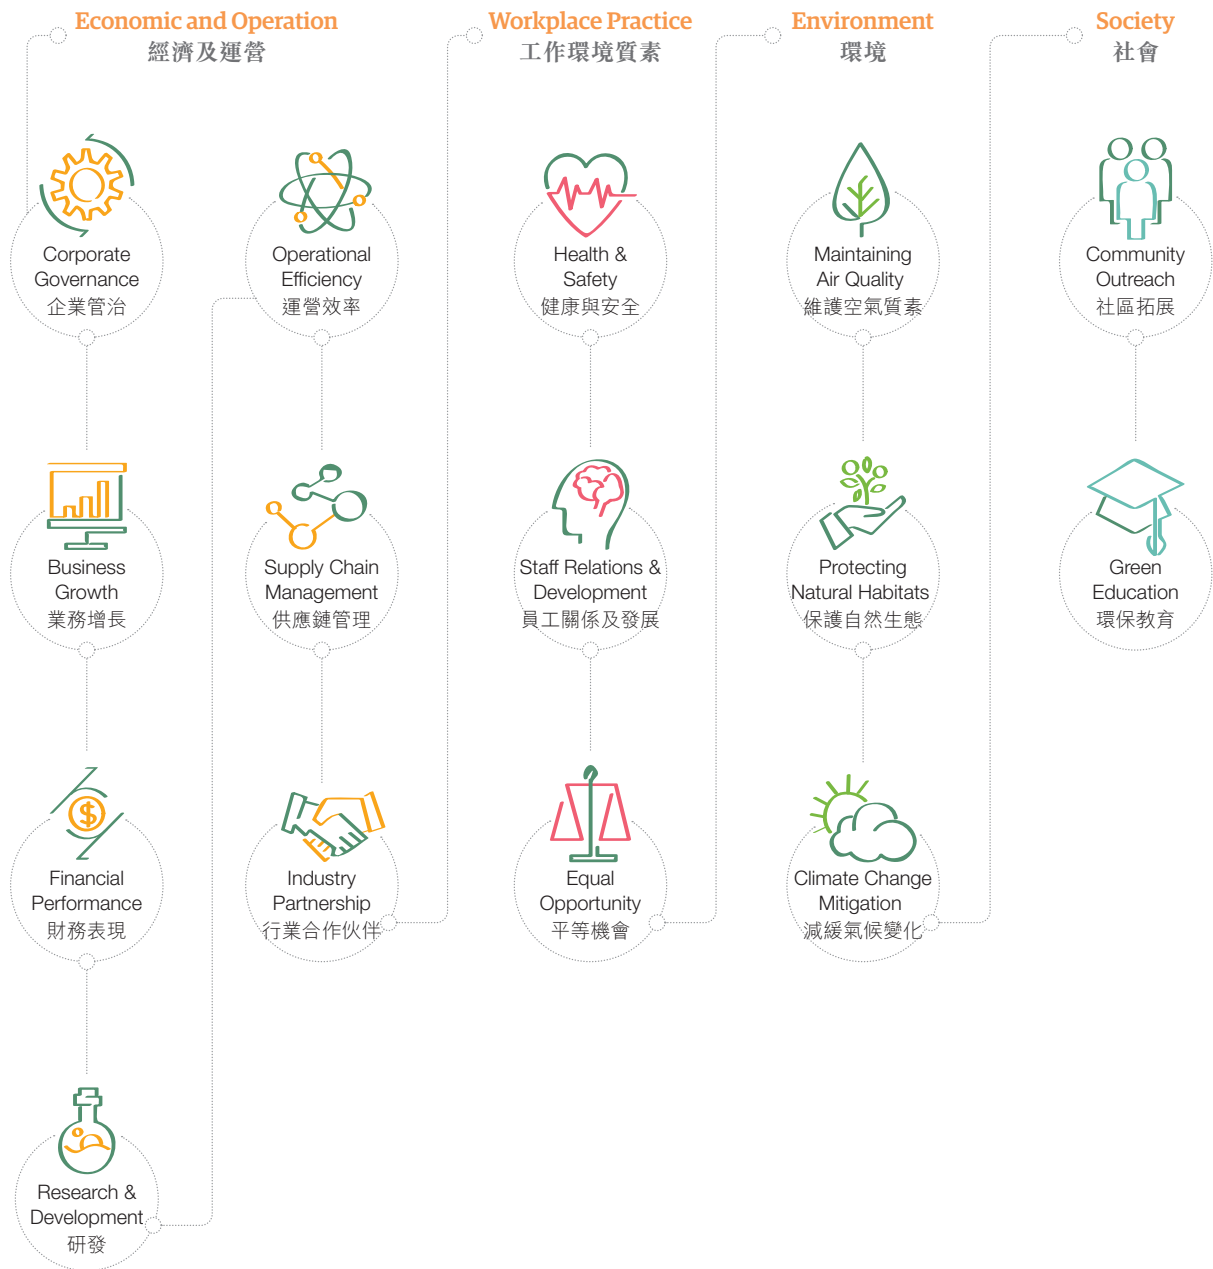 Economic and Operation
經濟及運營
Corporate
Governance
企業管治
Business
Growth
業務增長
Financial
Performance
財務表現
Research &
Development
研發
Operational
Efficiency
運營效率
Supply Chain
Management
供應鏈管理
Industry
Partnership
行業合作伙伴
Workplace Practice
工作環境質素
Health &
Safety
健康與安全
Staff Relations &
Development
員工關係及發展
Equal
Opportunity
平等機會
Environment
環境
Maintaining
Air Quality
維護空氣質素
Protecting
Natural Habitats
保護自然生態
Climate Change
Mitigation
減緩氣候變化
Society
社會
Community
Outreach
社區拓展
Green
Education
環保教育